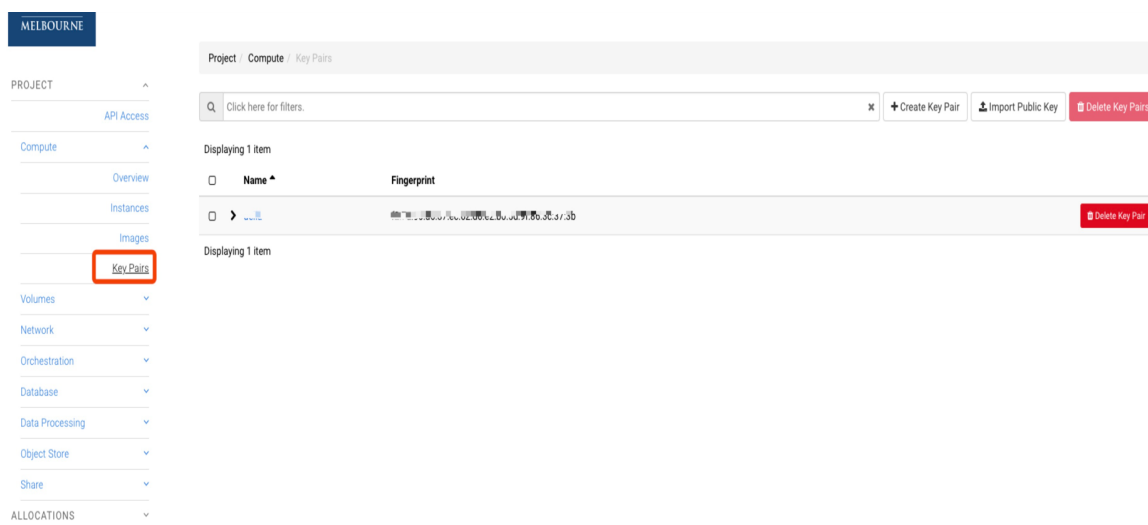 MELBOURNE
Project / Compute / Key Pairs
PROJECT
Click here for filters.
Create Key Pair
Import Public Key
Delete Key Pairs
API Access
Compute
Displaying 1 item
Overview
Name
Fingerprint
Instances
Delete Key Pair
Images
Displaying 1 item
Key Pairs
Volumes
Network
Orchestration
Database
Data Processing
Object Store
Share
ALLOCATIONS